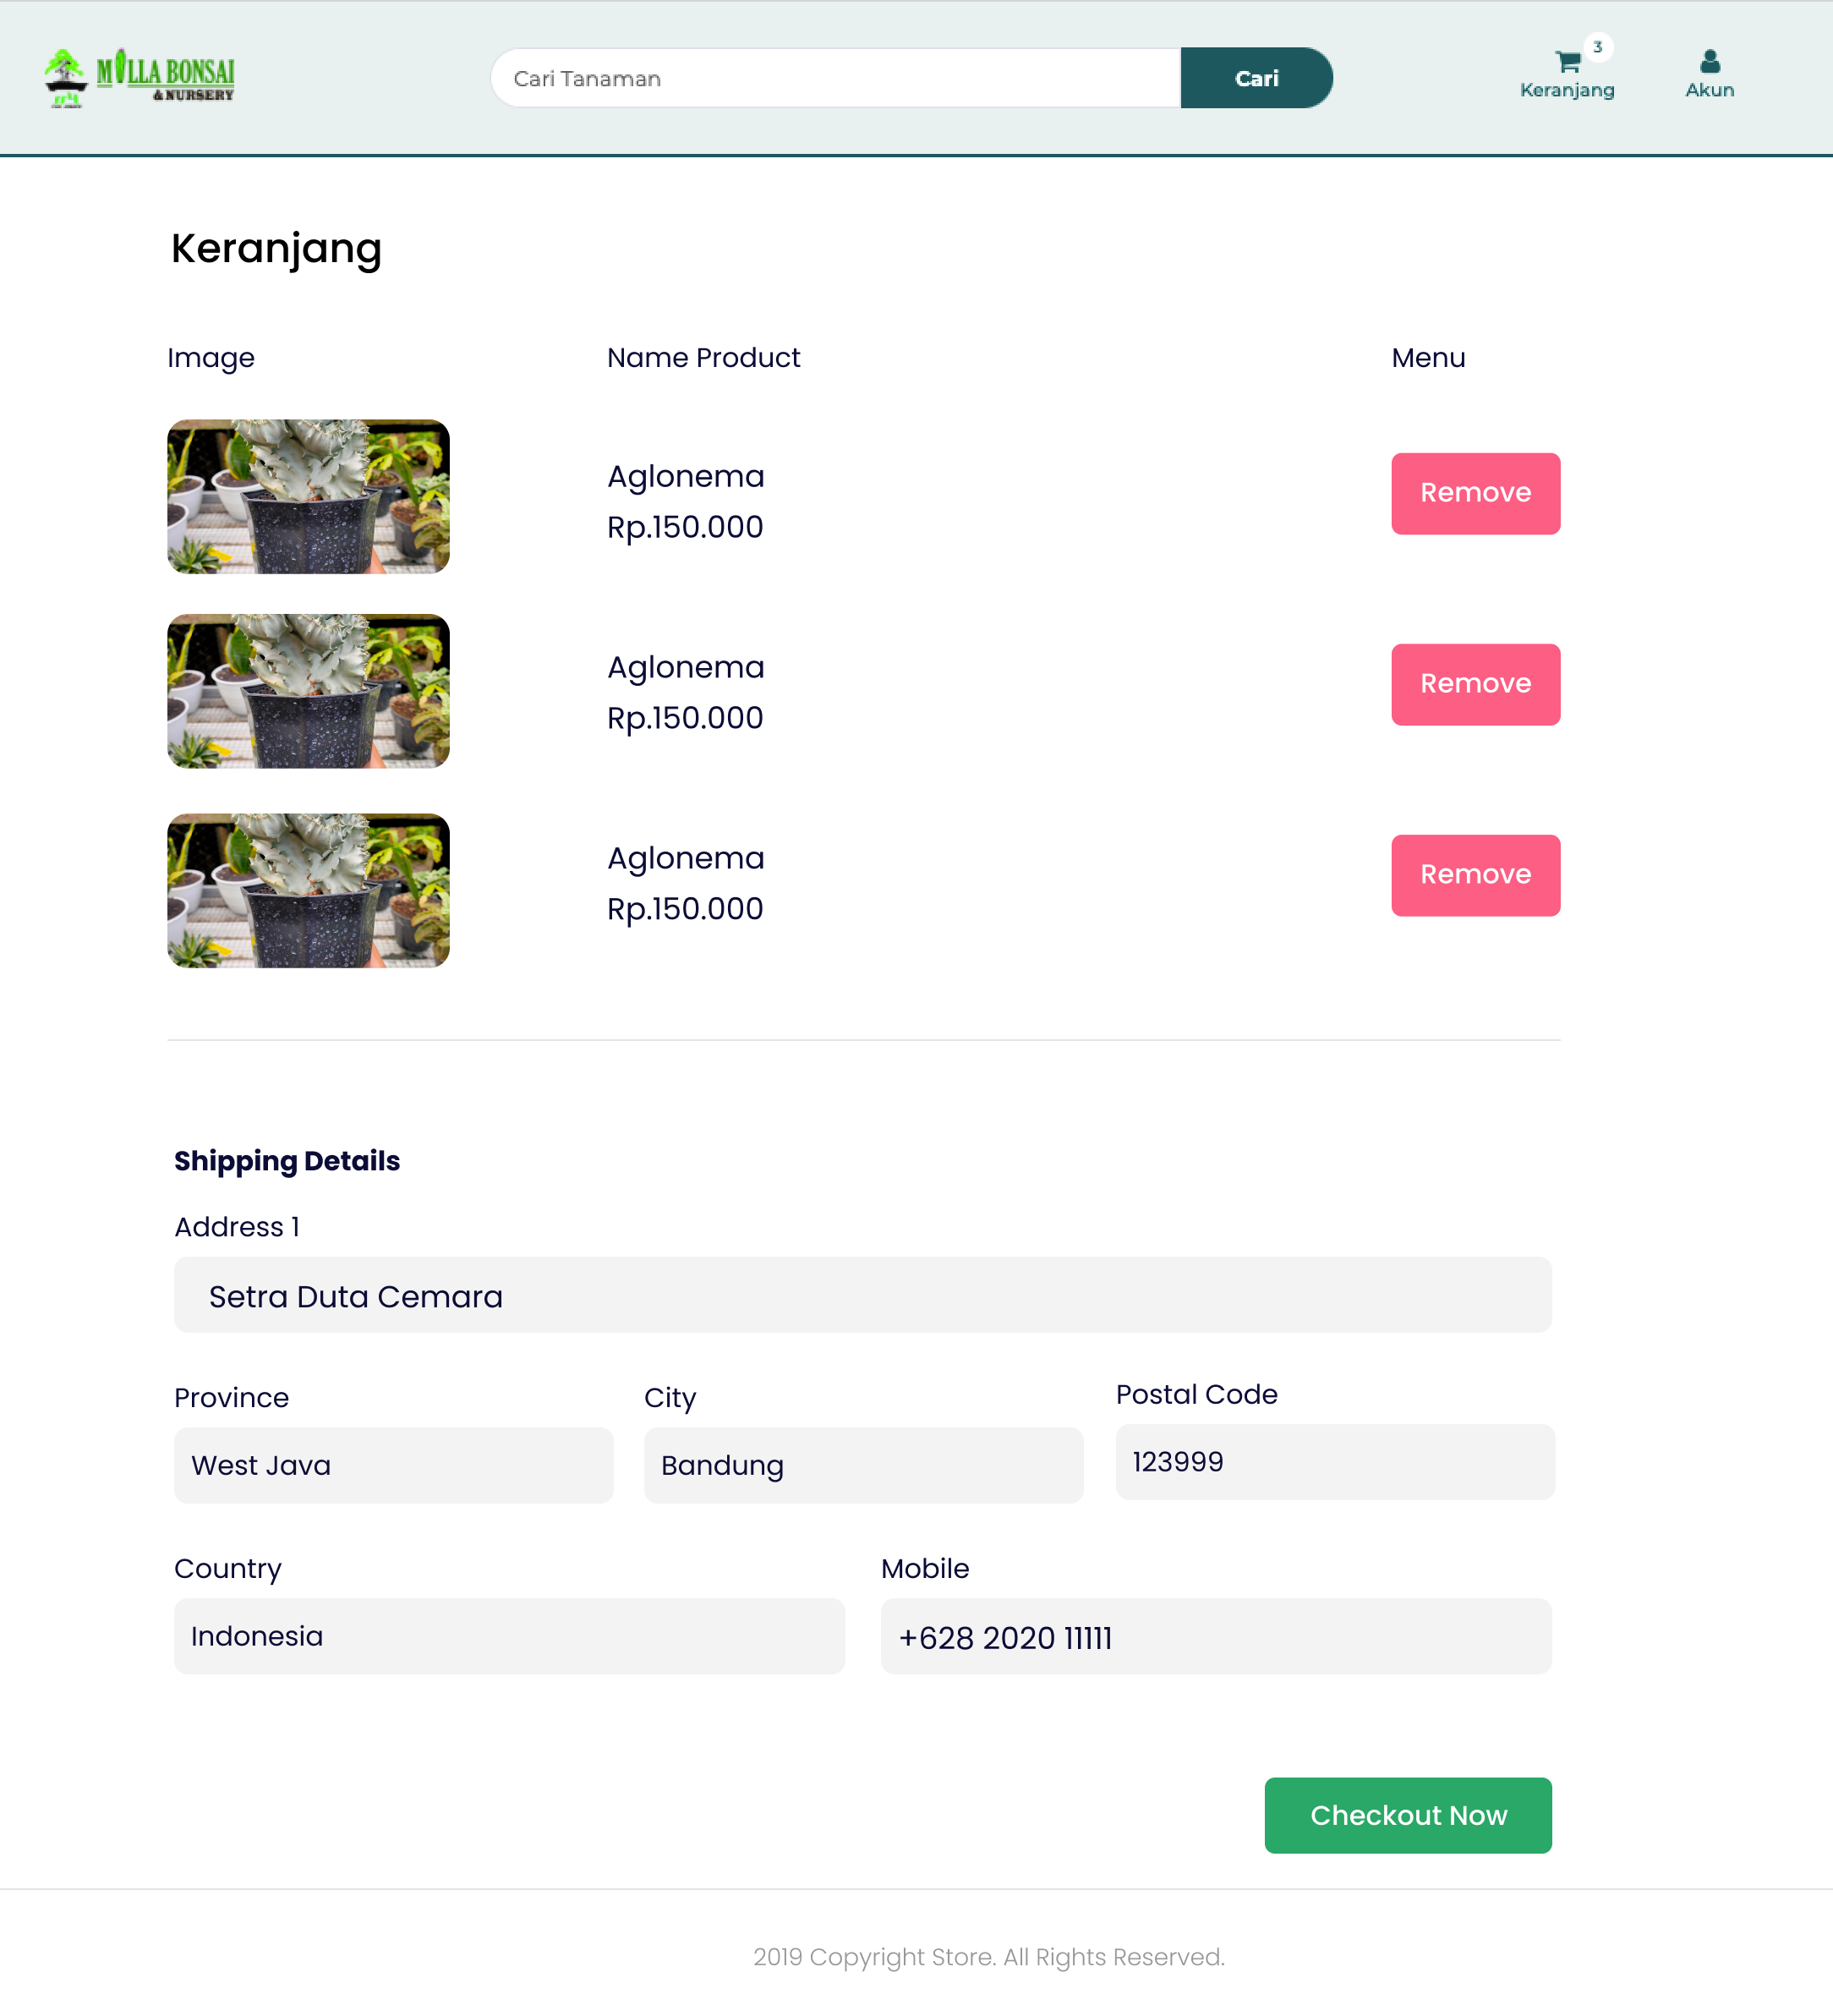 MILLA BONSAI
& NURSERY
Cari Tanaman
Cari
3
Keranjang
Akun
Keranjang
Image
Name Product
Menu
Aglonema
Rp.150.000
Remove
Aglonema
Rp.150.000
Remove
Aglonema
Rp.150.000
Remove
Shipping Details
Address 1
Setra Duta Cemara
Province
City
Postal Code
West Java
Bandung
123999
Country
Mobile
Indonesia
+628 2020 11111
Checkout Now
2019 Copyright Store. All Rights Reserved.